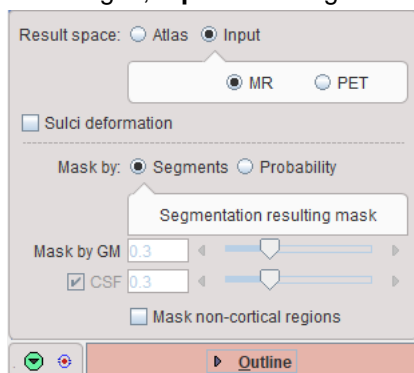 Result space: Atlas Input
MR PET
Sulci deformation
Mask by: Segments Probability
Segmentation resulting mask
Mask by GM 0.3
CSF 0.3
Mask non-cortical regions
Outline